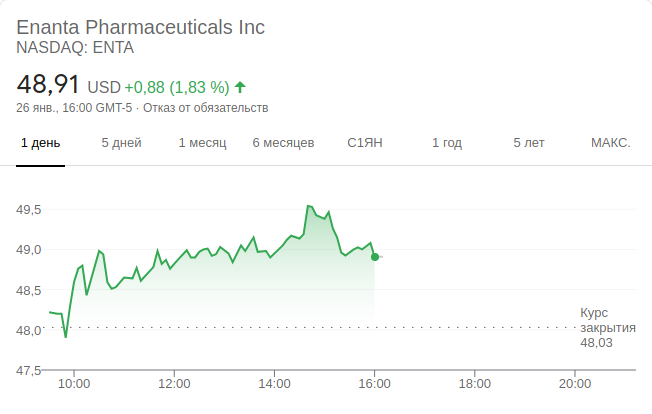 Enanta Pharmaceuticals Inc
NASDAQ: ENTA
48,91 USD +0,88 (1,83 %)
26 янв., 16:00 GMT-5 · Отказ от обязательств
1 день 5 дней 1 месяц 6 месяцев С1ЯН 1 год 5 лет МАКС.
49,5
49,0
48,5
48,0
47,5
Курс
закрытия
48,03
10:00 12:00 14:00 16:00 18:00 20:00